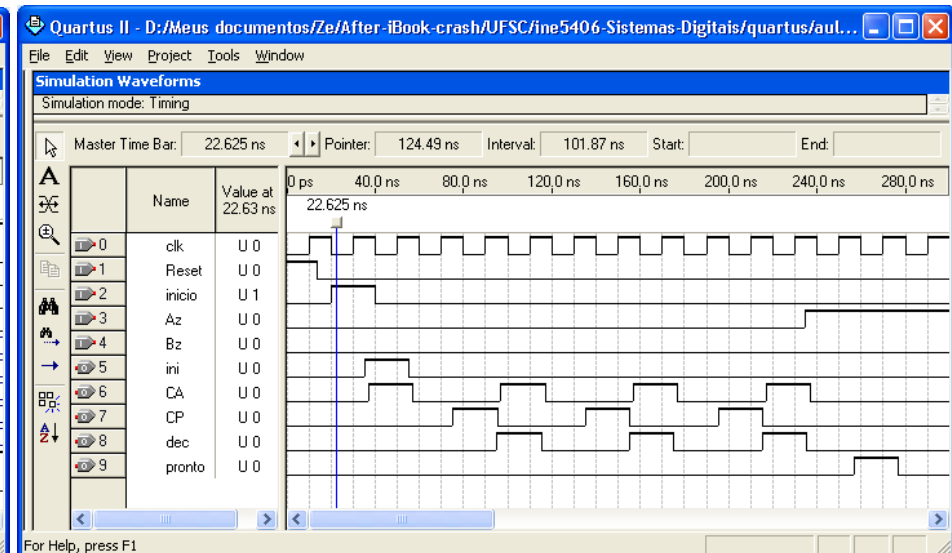 Quartus II - D:/Meus documentos/Ze/After-iBook-crash/UFSC/ine5406-Sistemas-Digitais/quartus/aul...
File Edit View Project Tools Window
Simulation Waveforms
Simulation mode: Timing
Master Time Bar: 22.625 ns Pointer: 124.49 ns Interval: 101.87 ns Start: End:
Name Value at 22.63 ns 0 ps 40.0 ns 80.0 ns 120.0 ns 160.0 ns 200.0 ns 240.0 ns 280.0 ns
22.625 ns
0 clk U 0
1 Reset U 0
2 inicio U 1
3 Az U 0
4 Bz U 0
5 ini U 0
6 CA U 0
7 CP U 0
8 dec U 0
9 pronto U 0
For Help, press F1